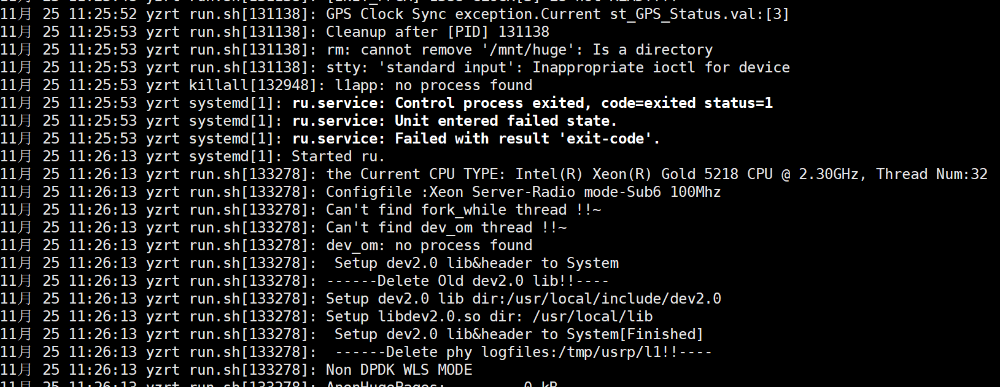 11月 25 11:25:52 yzrt run.sh[131138]: GPS Clock Sync exception.Current st_GPS_Status.val:[3]
11月 25 11:25:53 yzrt run.sh[131138]: Cleanup after [PID] 131138
11月 25 11:25:53 yzrt run.sh[131138]: rm: cannot remove '/mnt/huge': Is a directory
11月 25 11:25:53 yzrt run.sh[131138]: stty: 'standard input': Inappropriate ioctl for device
11月 25 11:25:53 yzrt killall[132948]: l1app: no process found
11月 25 11:25:53 yzrt systemd[1]: ru.service: Control process exited, code=exited status=1
11月 25 11:25:53 yzrt systemd[1]: ru.service: Unit entered failed state.
11月 25 11:25:53 yzrt systemd[1]: ru.service: Failed with result 'exit-code'.
11月 25 11:26:13 yzrt systemd[1]: Started ru.
11月 25 11:26:13 yzrt run.sh[133278]: the Current CPU TYPE: Intel(R) Xeon(R) Gold 5218 CPU @ 2.30GHz, Thread Num:32
11月 25 11:26:13 yzrt run.sh[133278]: Configfile :Xeon Server-Radio mode-Sub6 100Mhz
11月 25 11:26:13 yzrt run.sh[133278]: Can't find fork_while thread !!~
11月 25 11:26:13 yzrt run.sh[133278]: Can't find dev_om thread !!~
11月 25 11:26:13 yzrt run.sh[133278]: dev_om: no process found
11月 25 11:26:13 yzrt run.sh[133278]:  Setup dev2.0 lib&header to System
11月 25 11:26:13 yzrt run.sh[133278]: ------Delete Old dev2.0 lib!!----
11月 25 11:26:13 yzrt run.sh[133278]: Setup dev2.0 lib dir:/usr/local/include/dev2.0
11月 25 11:26:13 yzrt run.sh[133278]: Setup libdev2.0.so dir: /usr/local/lib
11月 25 11:26:13 yzrt run.sh[133278]:  Setup dev2.0 lib&header to System[Finished]
11月 25 11:26:13 yzrt run.sh[133278]:  ------Delete phy logfiles:/tmp/usrp/l1!!----
11月 25 11:26:13 yzrt run.sh[133278]: Non DPDK WLS MODE
11月 25 11:26:13 yzrt run.sh[133278]: AnonHugePages: 0 kB